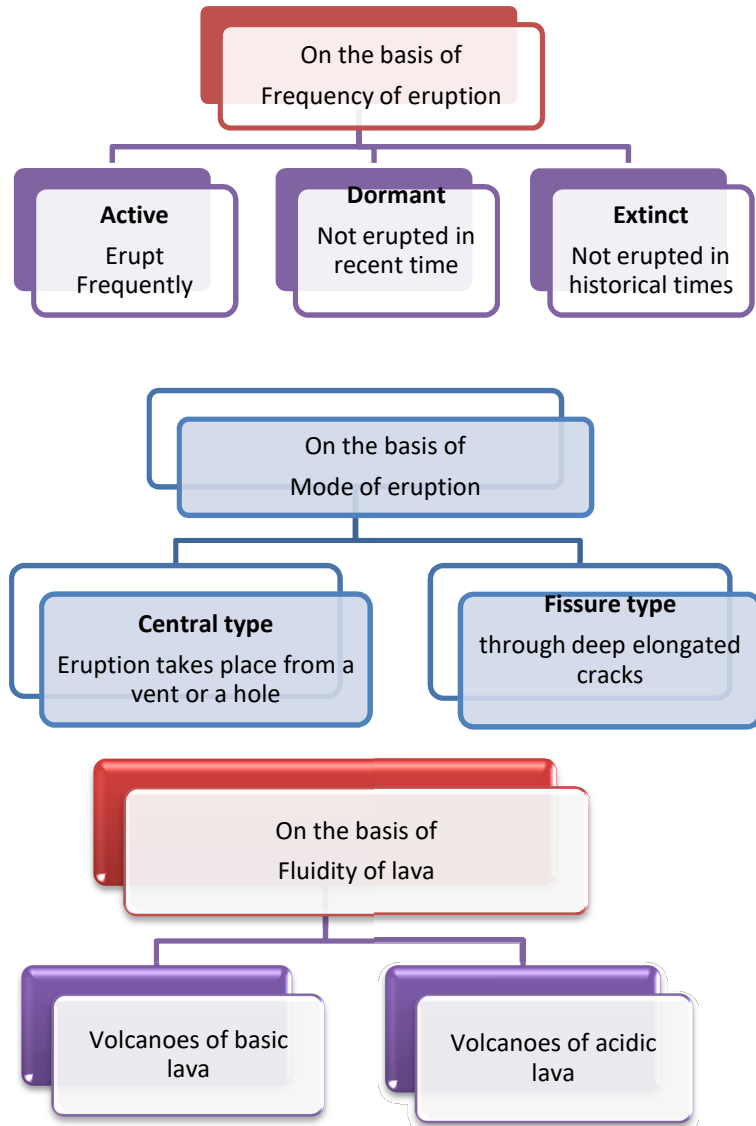 On the basis of
Frequency of eruption
Active
Erupt
Frequently
Dormant
Not erupted in
recent time
Extinct
Not erupted in
historical times
On the basis of
Mode of eruption
Central type
Eruption takes place from a
vent or a hole
Fissure type
through deep elongated
cracks
On the basis of
Fluidity of lava
Volcanoes of basic
lava
Volcanoes of acidic
lava